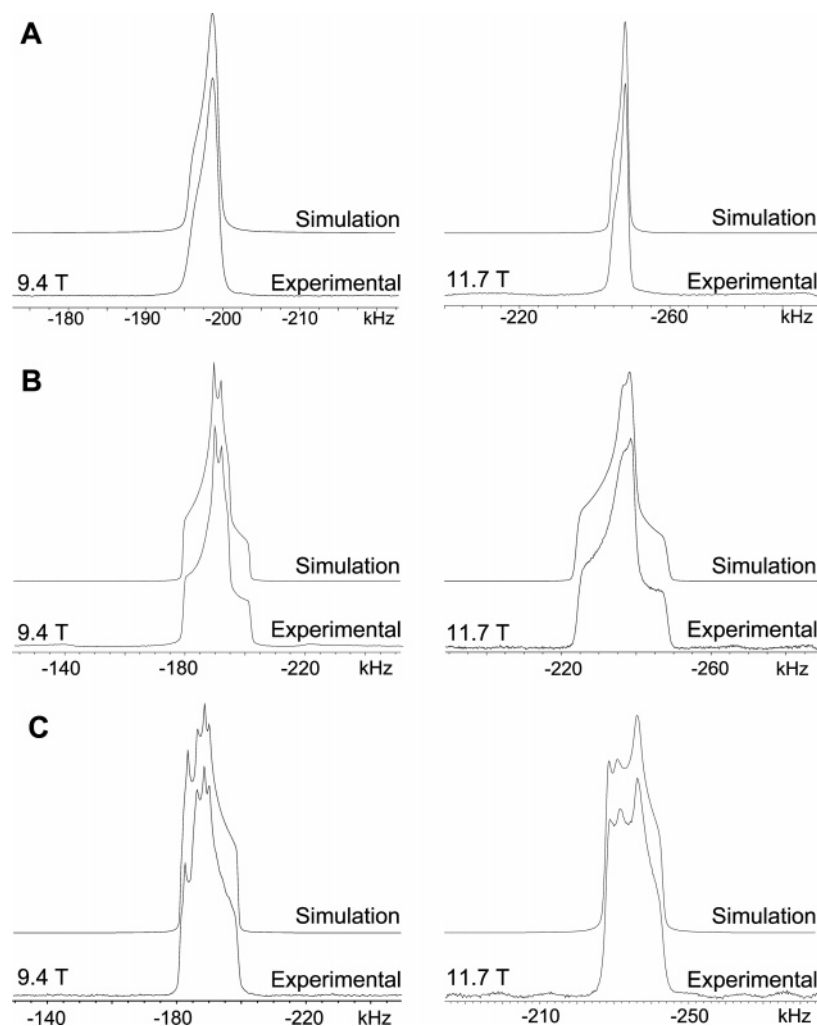 A
Simulation Simulation
9.4 T Experimental 11.7 T Experimental
-180 -190 -200 -210 kHz -220 -260 kHz
B
Simulation Simulation
9.4 T Experimental 11.7 T Experimental
-140 -180 -220 kHz -220 -260 kHz
C
Simulation Simulation
9.4 T Experimental 11.7 T Experimental
-140 -180 -220 kHz -210 -250 kHz